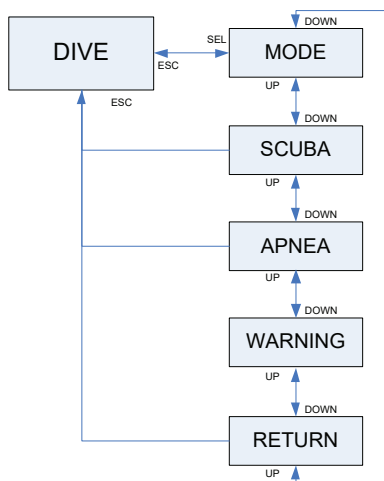 DOWN
DIVE
SEL
MODE
ESC
ESC
UP
DOWN
SCUBA
UP
DOWN
APNEA
UP
DOWN
WARNING
UP
DOWN
RETURN
UP